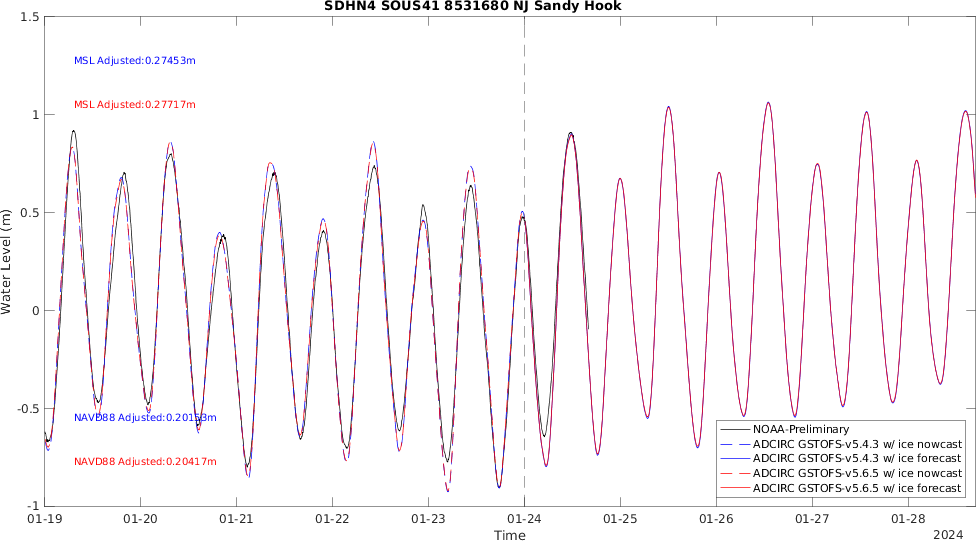 SDHN4 SOUS41 8531680 NJ Sandy Hook
1.5
MSL Adjusted:0.27453m
MSL Adjusted:0.27717m
1
0.5
Water Level (m)
0
-0.5
NAVD88 Adjusted:0.20153m
NAVD88 Adjusted:0.20417m
NOAA-Preliminary
ADCIRC GSTOFS-v5.4.3 w/ ice nowcast
ADCIRC GSTOFS-v5.4.3 w/ ice forecast
ADCIRC GSTOFS-v5.6.5 w/ ice nowcast
ADCIRC GSTOFS-v5.6.5 w/ ice forecast
-1
01-19 01-20 01-21 01-22 01-23 01-24 01-25 01-26 01-27 01-28
Time
2024